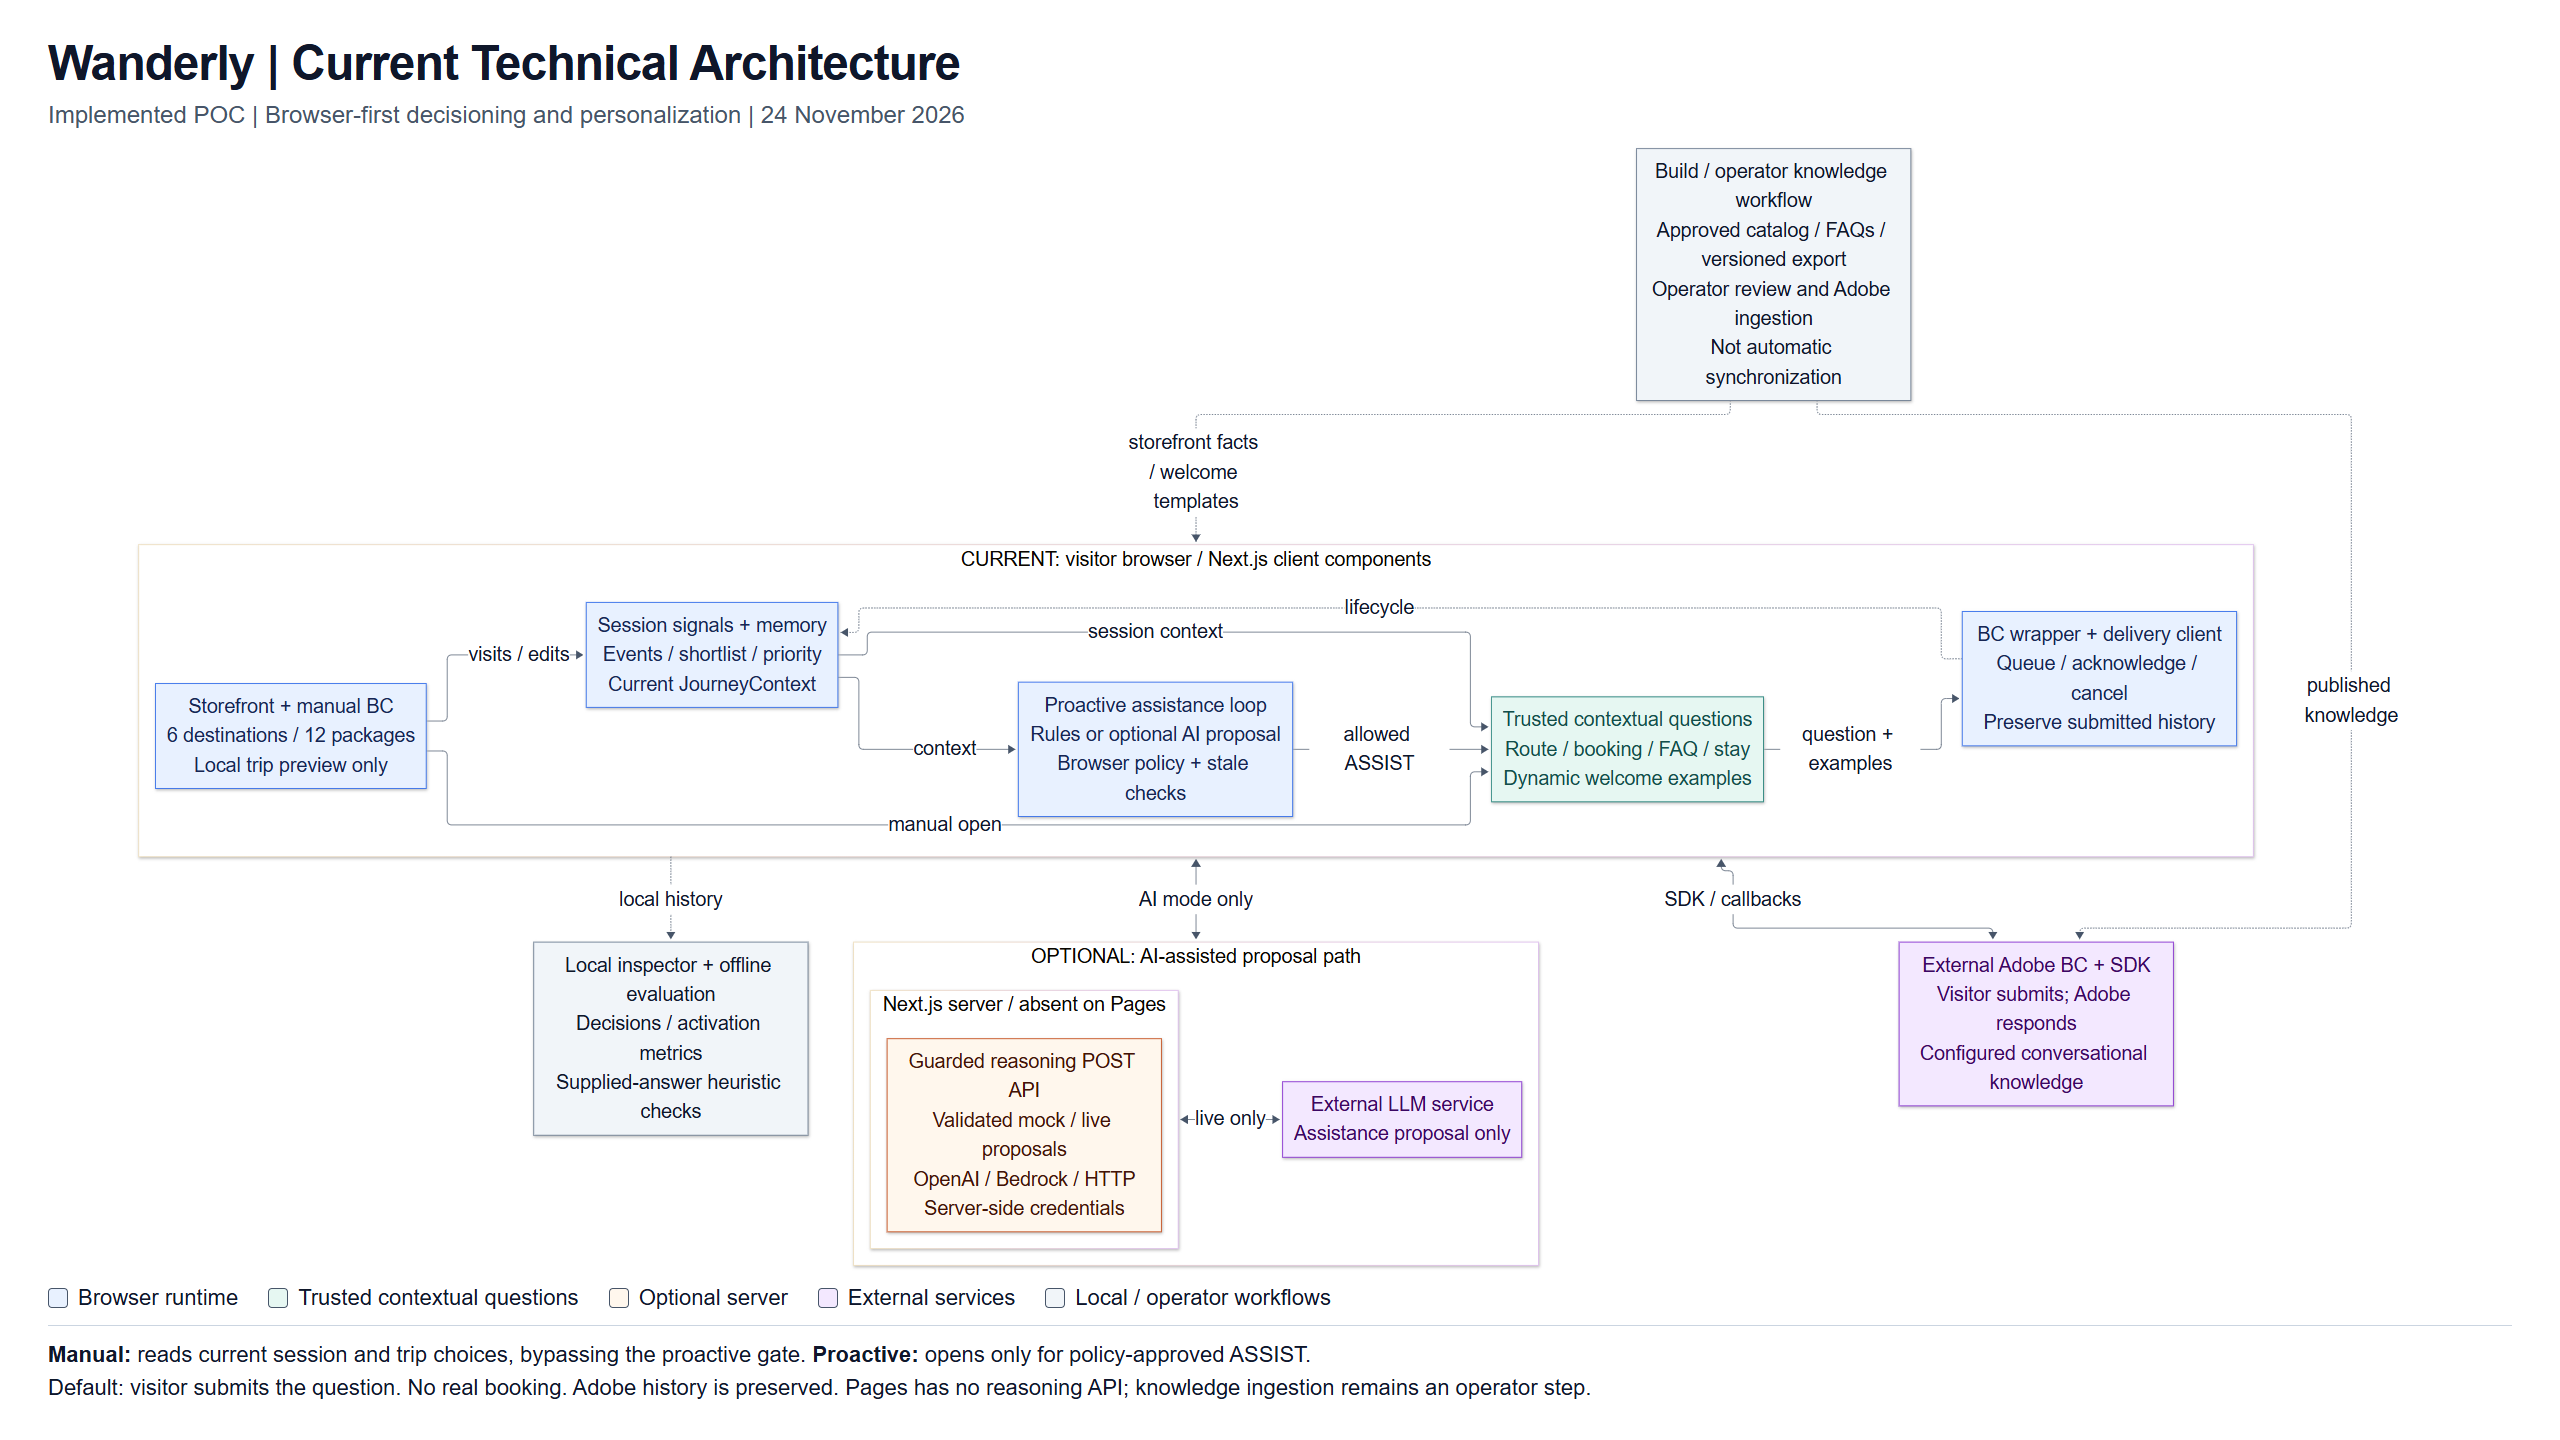 Wanderly | Current Technical Architecture
Implemented POC | Browser-first decisioning and personalization | 24 November 2026
Build / operator knowledge
workflow
Approved catalog / FAQs /
versioned export
Operator review and Adobe
ingestion
Not automatic
synchronization
storefront facts
/ welcome
templates
published
knowledge
CURRENT: visitor browser / Next.js client components
Storefront + manual BC
6 destinations / 12 packages
Local trip preview only
visits / edits
Session signals + memory
Events / shortlist / priority
Current JourneyContext
lifecycle
session context
context
manual open
Proactive assistance loop
Rules or optional AI proposal
Browser policy + stale
checks
allowed
ASSIST
Trusted contextual questions
Route / booking / FAQ / stay
Dynamic welcome examples
question +
examples
BC wrapper + delivery client
Queue / acknowledge /
cancel
Preserve submitted history
local history
AI mode only
SDK / callbacks
Local inspector + offline
evaluation
Decisions / activation
metrics
Supplied-answer heuristic
checks
OPTIONAL: AI-assisted proposal path
Next.js server / absent on Pages
Guarded reasoning POST
API
Validated mock / live
proposals
OpenAI / Bedrock / HTTP
Server-side credentials
live only
External LLM service
Assistance proposal only
External Adobe BC + SDK
Visitor submits; Adobe
responds
Configured conversational
knowledge
Browser runtime
Trusted contextual questions
Optional server
External services
Local / operator workflows
Manual: reads current session and trip choices, bypassing the proactive gate. Proactive: opens only for policy-approved ASSIST.
Default: visitor submits the question. No real booking. Adobe history is preserved. Pages has no reasoning API; knowledge ingestion remains an operator step.